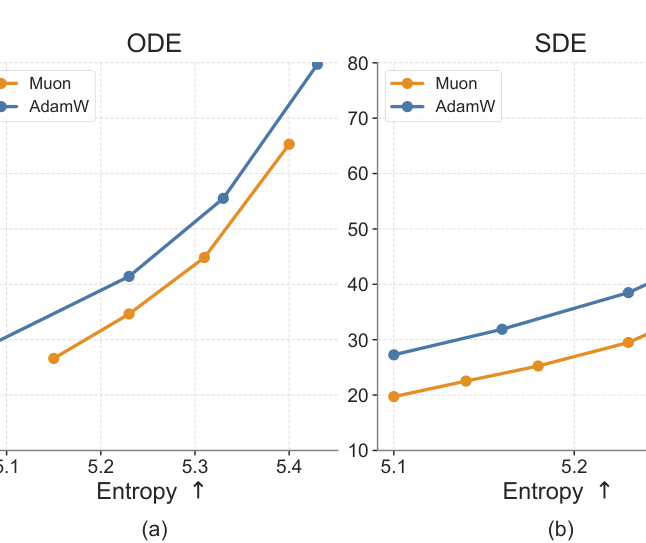 ODE
Muon
AdamW
5.1 5.2 5.3 5.4
Entropy ↑
(a)
SDE
Muon
AdamW
80
70
60
50
40
30
20
10
5.1 5.2
Entropy ↑
(b)